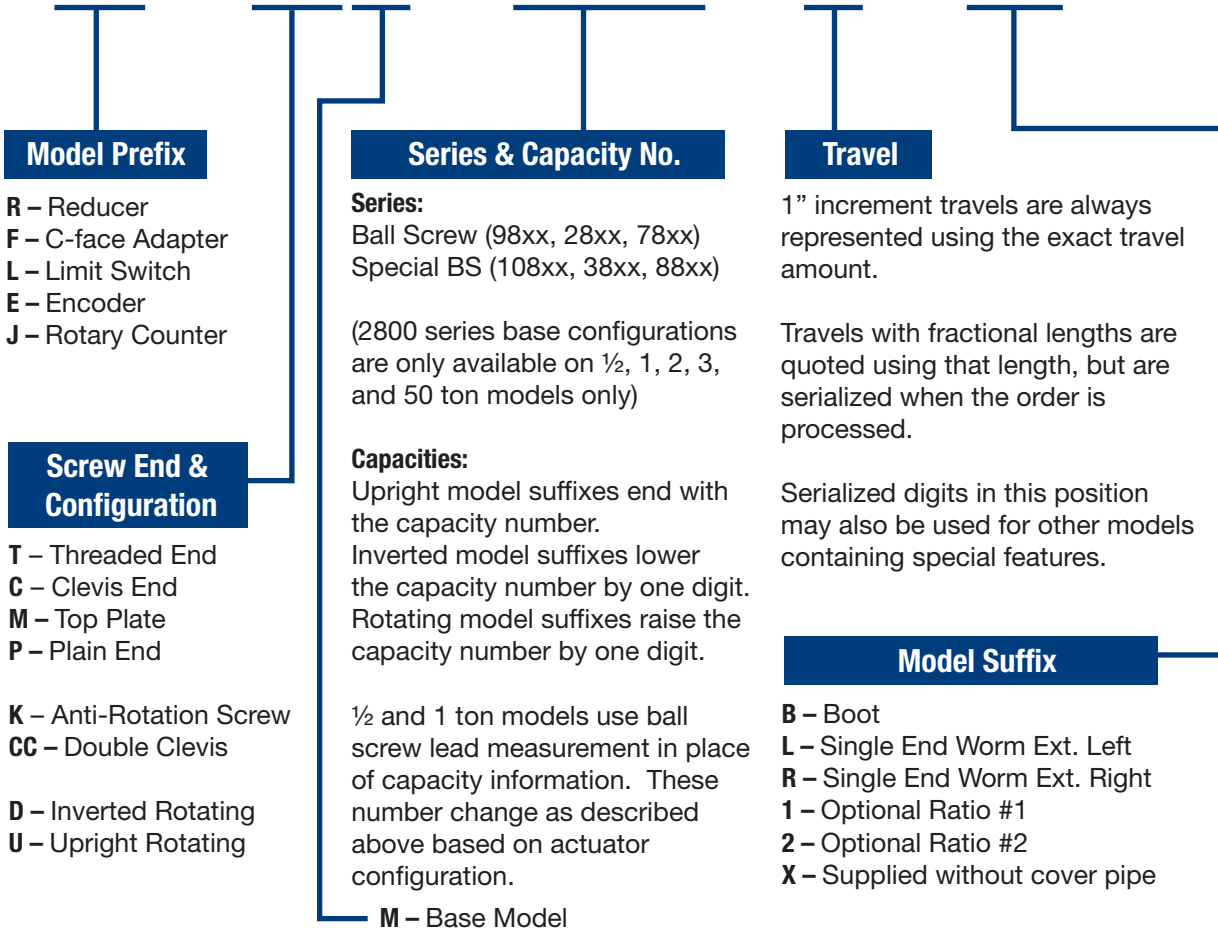 Model Prefix
R – Reducer
F – C-face Adapter
L – Limit Switch
E – Encoder
J – Rotary Counter
Screw End &
Configuration
T – Threaded End
C – Clevis End
M – Top Plate
P – Plain End
K – Anti-Rotation Screw
CC – Double Clevis
D – Inverted Rotating
U – Upright Rotating
Series & Capacity No.
Series:
Ball Screw (98xx, 28xx, 78xx)
Special BS (108xx, 38xx, 88xx)
(2800 series base configurations
are only available on ½, 1, 2, 3,
and 50 ton models only)
Capacities:
Upright model suffixes end with
the capacity number.
Inverted model suffixes lower
the capacity number by one digit.
Rotating model suffixes raise the
capacity number by one digit.
½ and 1 ton models use ball
screw lead measurement in place
of capacity information.  These
number change as described
above based on actuator
configuration.
M – Base Model
Travel
1” increment travels are always
represented using the exact travel
amount.
Travels with fractional lengths are
quoted using that length, but are
serialized when the order is
processed.
Serialized digits in this position
may also be used for other models
containing special features.
Model Suffix
B – Boot
L – Single End Worm Ext. Left
R – Single End Worm Ext. Right
1 – Optional Ratio #1
2 – Optional Ratio #2
X – Supplied without cover pipe